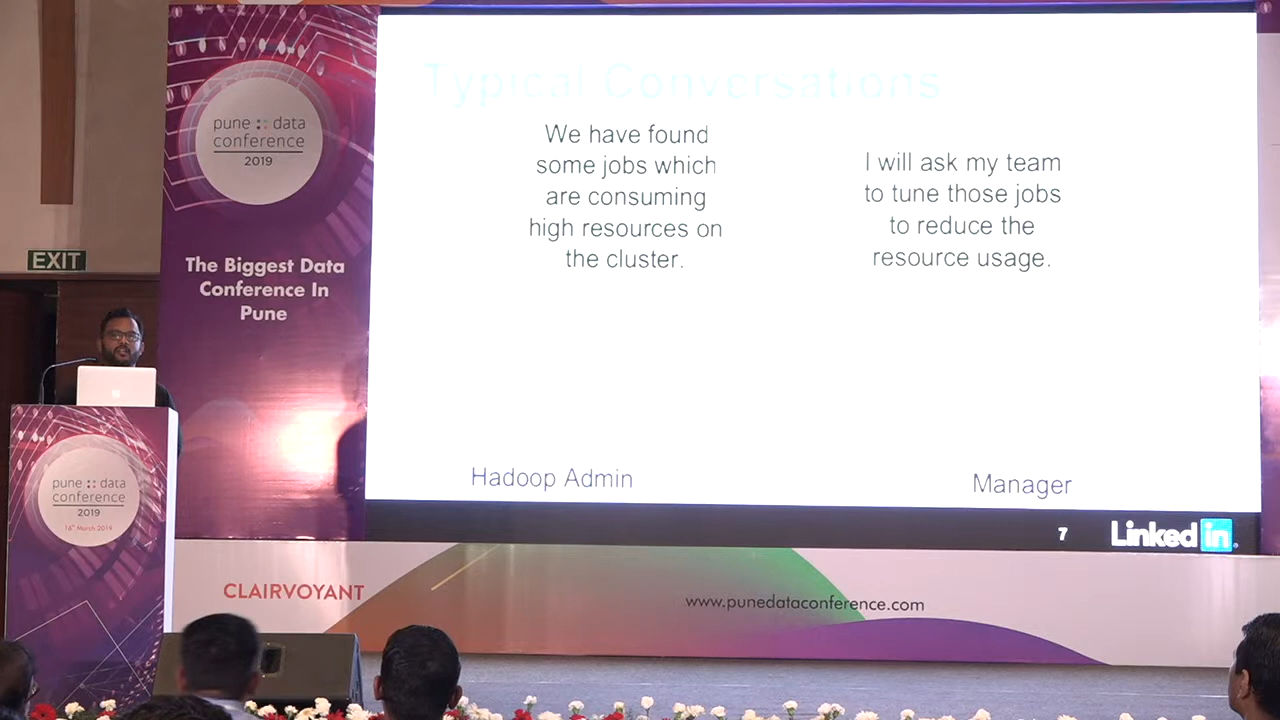 pune :: data
conference
2019
The Biggest Data
Conference In
Pune
EXIT
Typical Conversations
We have found
some jobs which
are consuming
high resources on
the cluster.
I will ask my team
to tune those jobs
to reduce the
resource usage.
Hadoop Admin
Manager
7
Linkedin
pune :: data
conference
2019
16th March 2019
CLAIRVOYANT
www.punedataconference.com